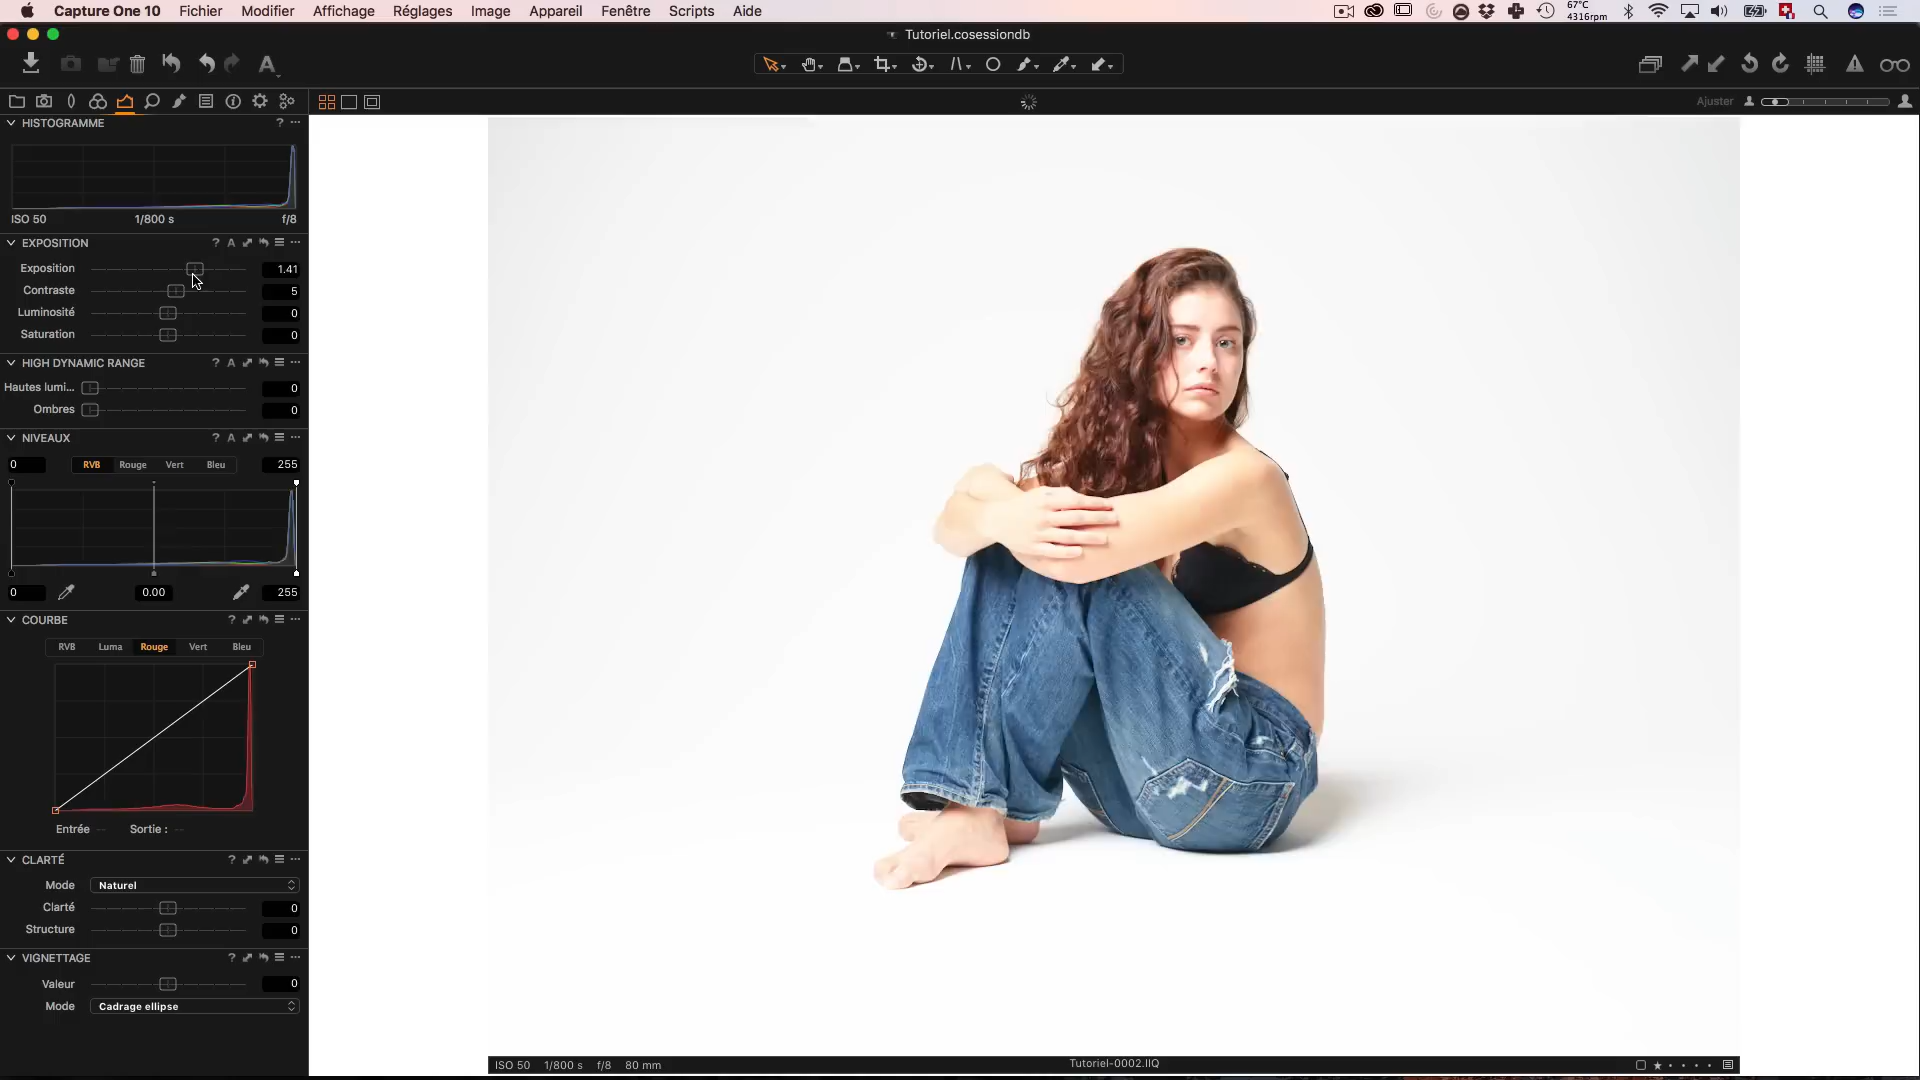 Capture One 10 Fichier Modifier Affichage Réglages Image Appareil Fenêtre Scripts Aide 67°C
4316rpm
Tutoriel.cosessiondb
Ajuster
HISTOGRAMME ?
ISO 50 1/800 s f/8
EXPOSITION ? A
Exposition 1.41
Contraste 5
Luminosité 0
Saturation 0
HIGH DYNAMIC RANGE ? A
Hautes lumi... 0
Ombres 0
NIVEAUX ? A
0 RVB Rouge Vert Bleu 255
0 0.00 255
COURBE ?
RVB Luma Rouge Vert Bleu
Entrée -- Sortie : --
CLARTÉ ?
Mode Naturel
Clarté 0
Structure 0
VIGNETTAGE ?
Valeur 0
Mode Cadrage ellipse
ISO 50 1/800 s f/8 80 mm Tutoriel-0002.IIQ